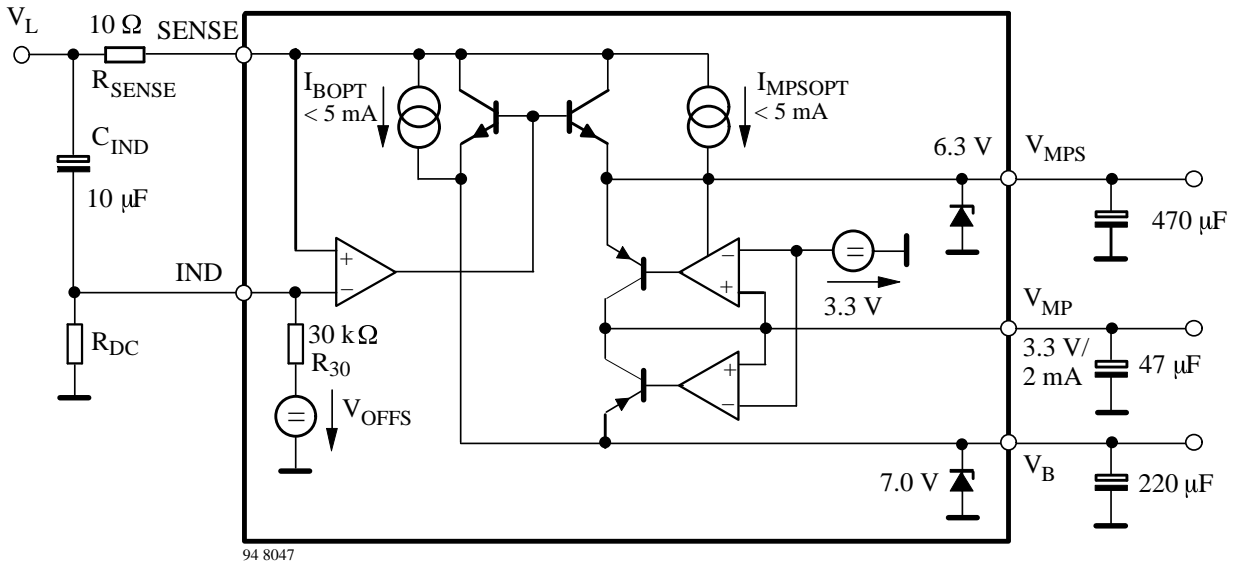 V_L
10 Ω
SENSE
R_SENSE
C_IND
10 μF
IND
R_DC
I_BOPT
< 5 mA
I_MPSOPT
< 5 mA
6.3 V
V_MPS
470 μF
+
−
−
+
=
3.3 V
30 kΩ
R_30
=
V_OFFS
+
−
V_MP
3.3 V/
2 mA
47 μF
7.0 V
V_B
220 μF
94 8047